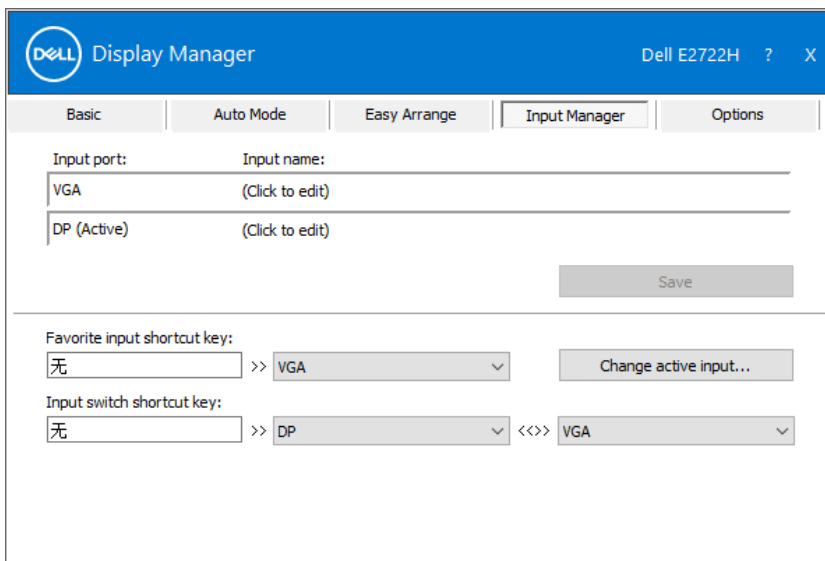 DELL Display Manager Dell E2722H ? X
Basic Auto Mode Easy Arrange Input Manager Options
Input port: Input name:
VGA (Click to edit)
DP (Active) (Click to edit)
Save
Favorite input shortcut key:
无 >> VGA Change active input...
Input switch shortcut key:
无 >> DP <<>> VGA